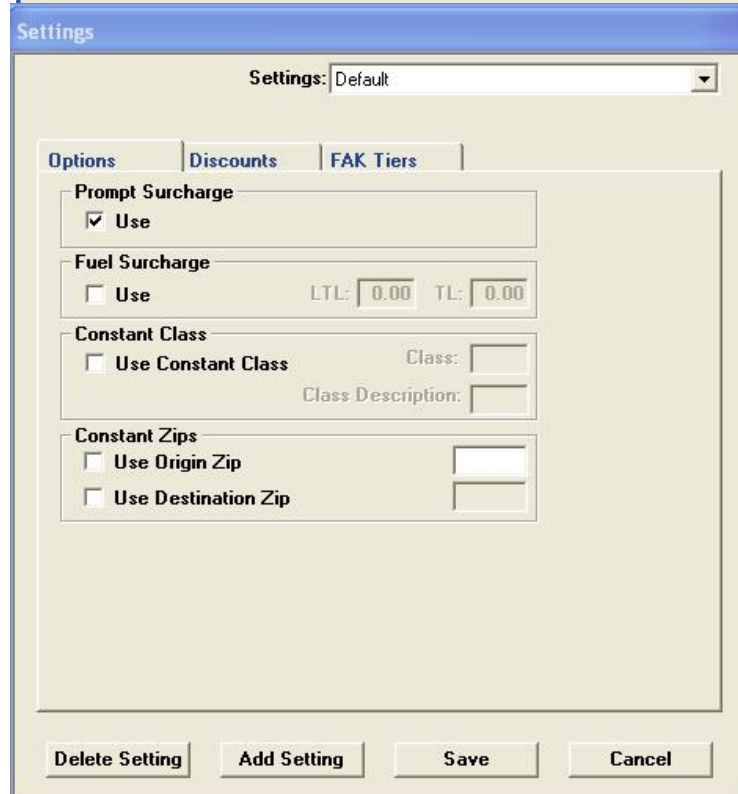 Settings
Settings: Default
Options Discounts FAK Tiers
Prompt Surcharge
Use
Fuel Surcharge
Use LTL: 0.00 TL: 0.00
Constant Class
Use Constant Class Class:
Class Description:
Constant Zips
Use Origin Zip
Use Destination Zip
Delete Setting Add Setting Save Cancel